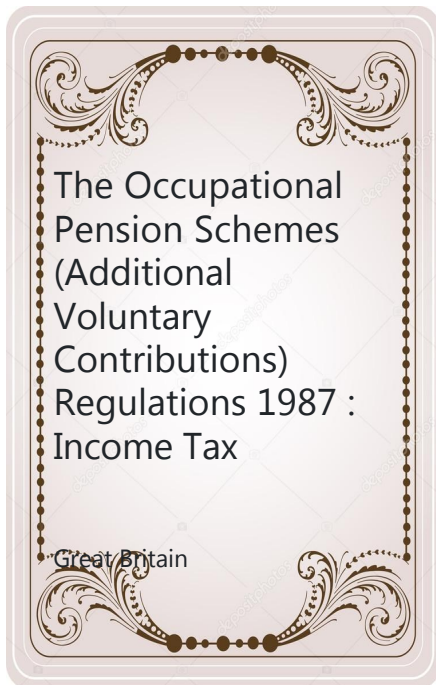 The Occupational
Pension Schemes
(Additional
Voluntary
Contributions)
Regulations 1987 :
Income Tax
Great Britain